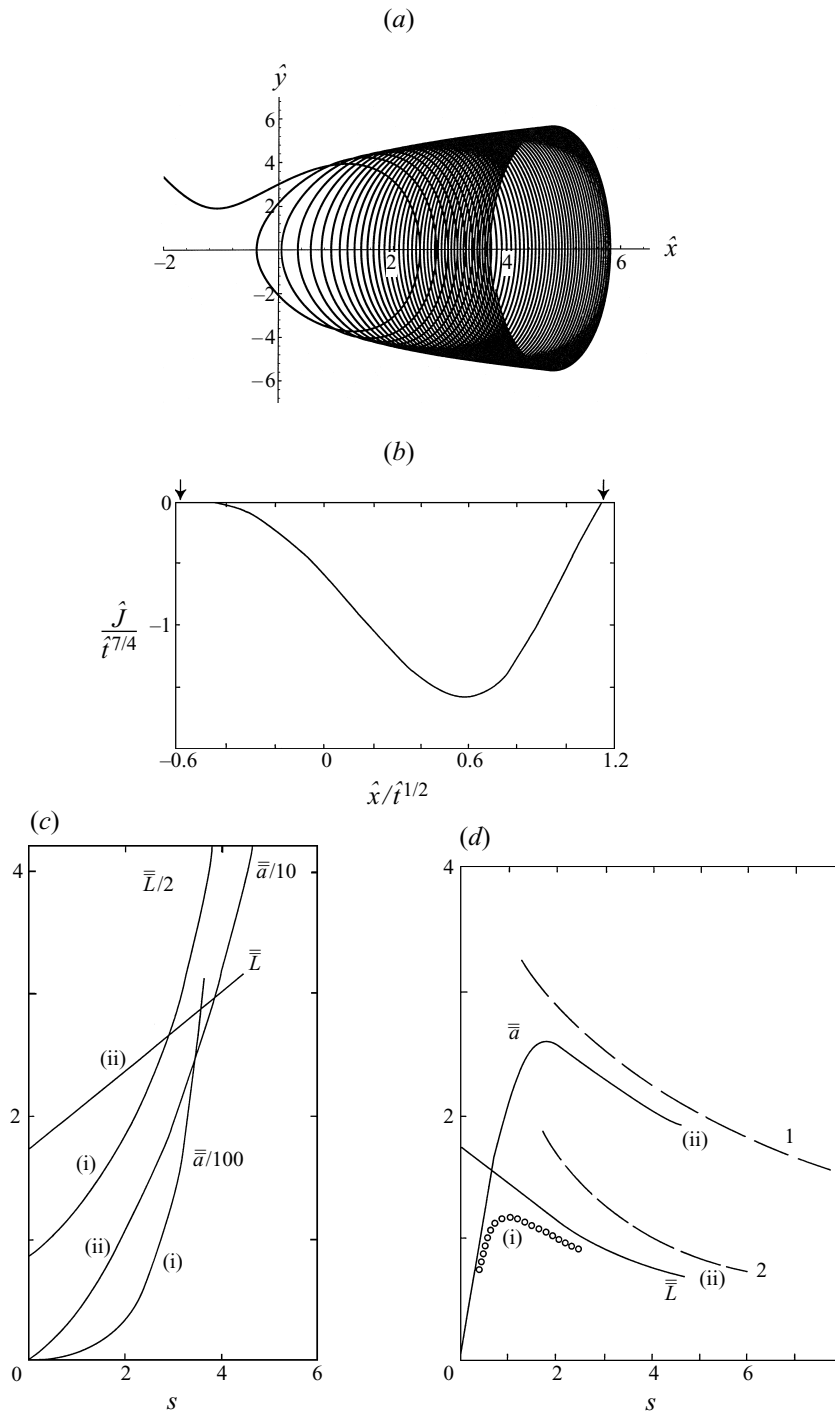 (a)
ŷ
6
4
2
−2
2
4
6
x̂
−2
−4
−6
(b)
0
Ĵ
−1
t̂^{7/4}
−0.6
0
0.6
1.2
x̂/t̂^{1/2}
(c)
(d)
4
L̿/2
a̿/10
L̿
(ii)
2
(i)
a̿/100
(ii)
(i)
0
2
4
6
s
4
a̿
2
(ii)
1
(i)
2
L̿
(ii)
0
2
4
6
s